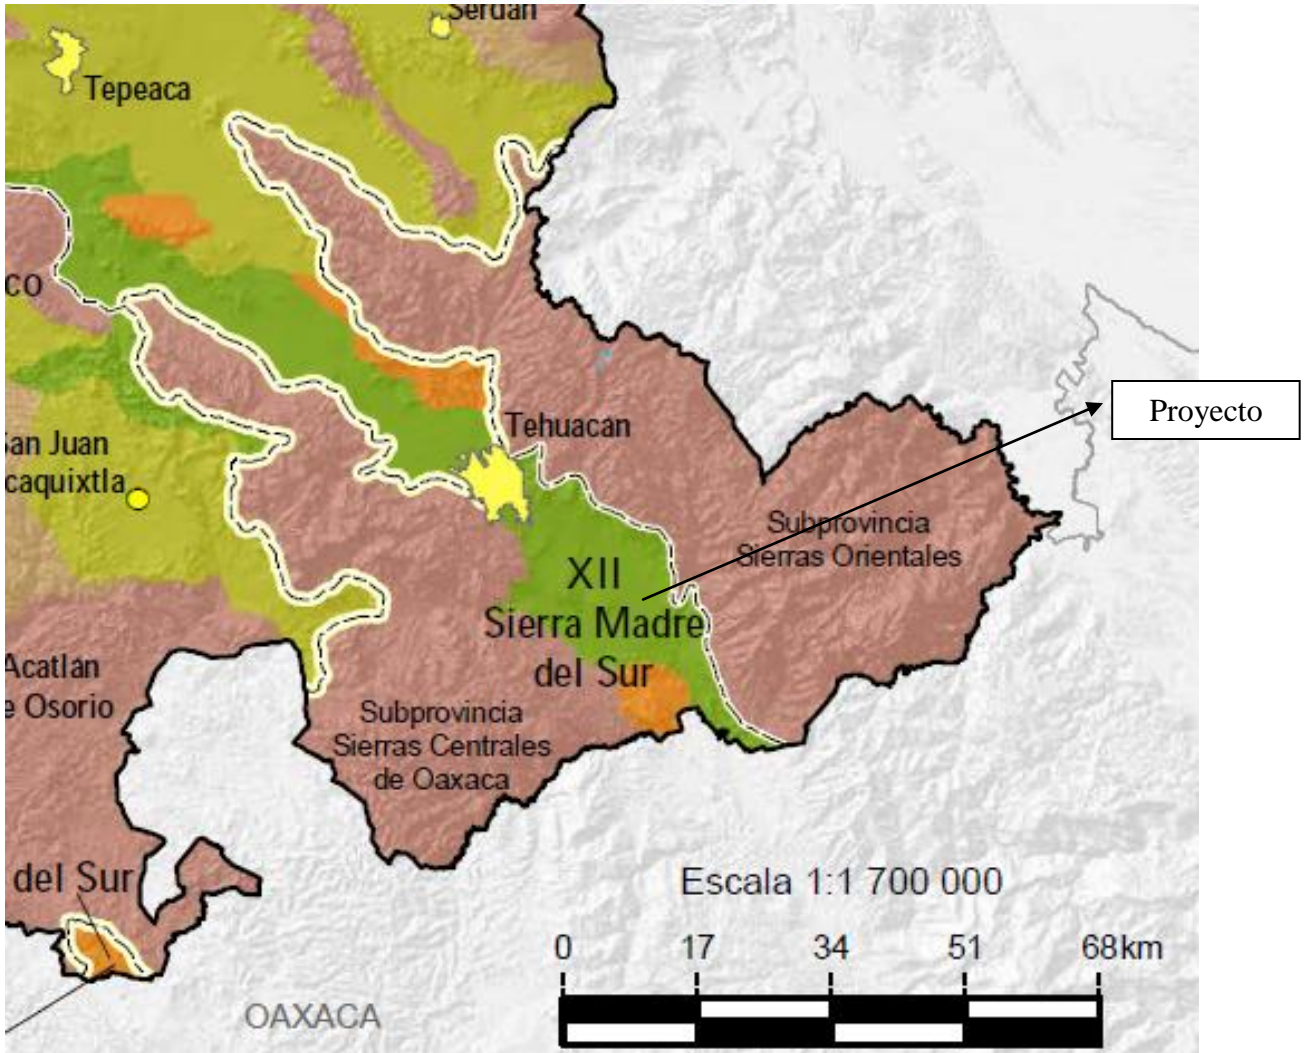 Serdán
Tepeaca
co
Proyecto
Tehuacan
San Juan
caquixtla
Subprovincia
Sierras Orientales
XII
Sierra Madre
del Sur
Acatlan
e Osorio
Subprovincia
Sierras Centrales
de Oaxaca
del Sur
Escala 1:1 700 000
0 17 34 51 68km
OAXACA